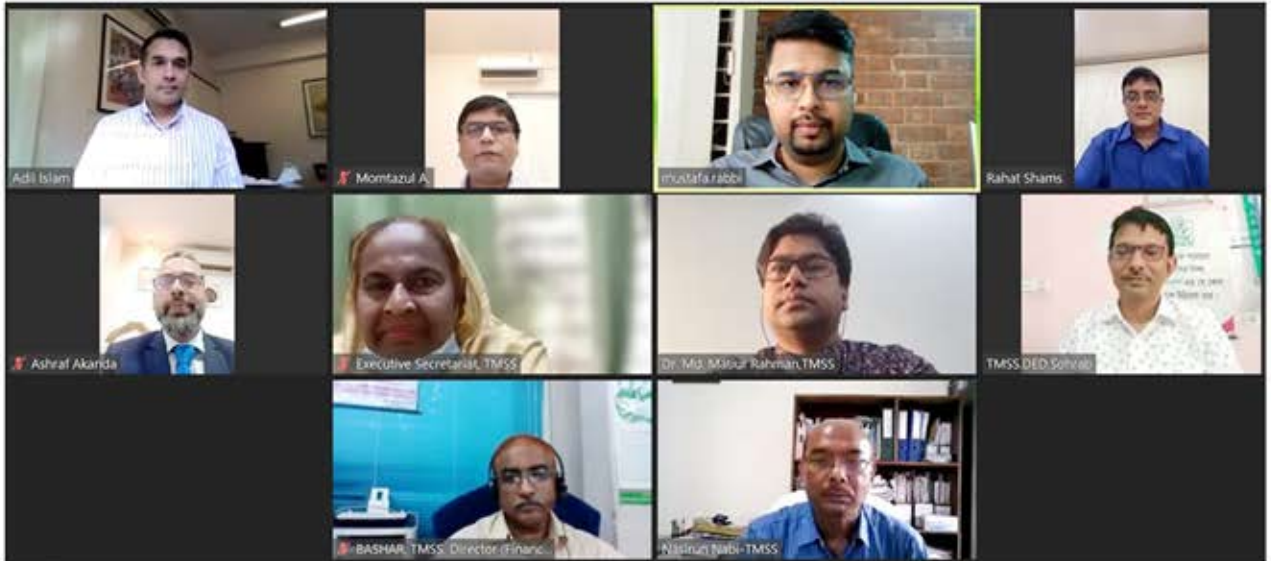 Adil Islam
Momtazul A
mustafa.rabbi
Rahat Shams
Ashraf Akanda
Executive Secretariat, TMSS
Dr. Md. Matiur Rahman,TMSS
TMSS.DED.Sohrab
BASHAR, TMSS, Director (Financ...
Nasirun Nabi-TMSS